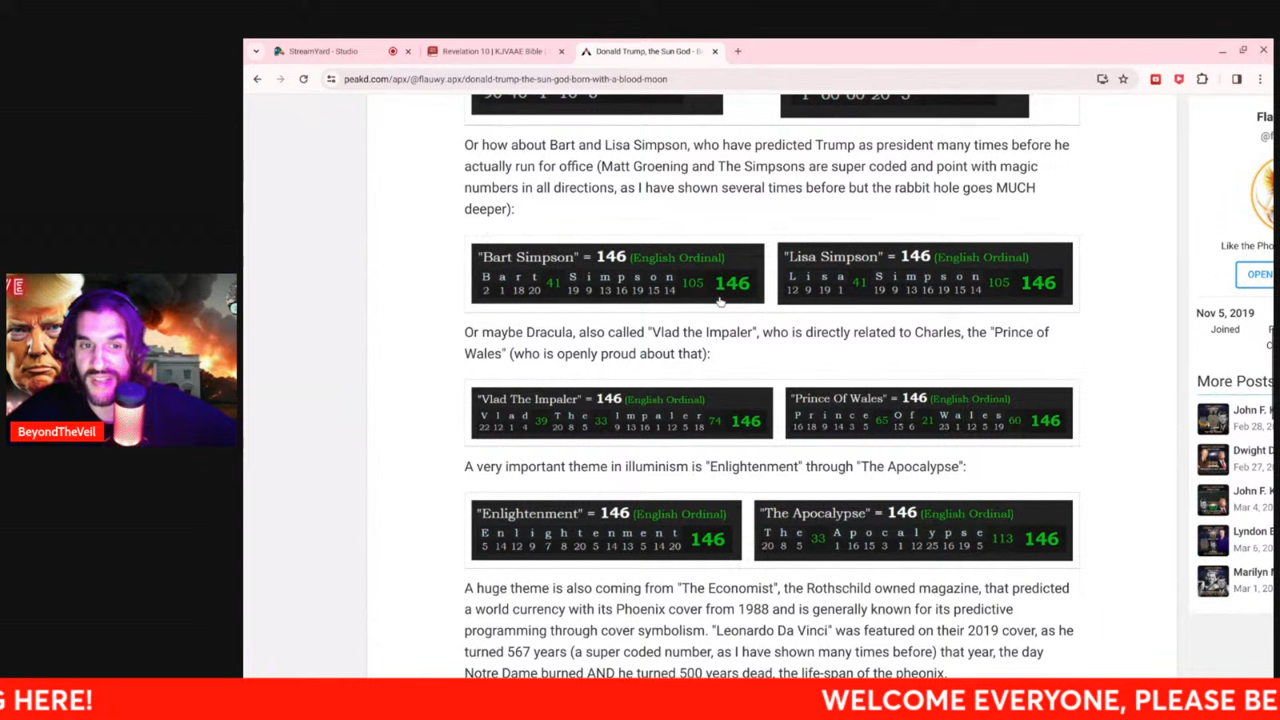 StreamYard - Studio
Revelation 10 | KJVAAE Bible
Donald Trump, the Sun God - B
peakd.com/apx/@flauwy.apx/donald-trump-the-sun-god-born-with-a-blood-moon
Or how about Bart and Lisa Simpson, who have predicted Trump as president many times before he
actually run for office (Matt Groening and The Simpsons are super coded and point with magic
numbers in all directions, as I have shown several times before but the rabbit hole goes MUCH
deeper):
"Bart Simpson" = 146 (English Ordinal)
B a r t 41 S i m p s o n 105 146
2 1 18 20 19 9 13 16 19 15 14
"Lisa Simpson" = 146 (English Ordinal)
L i s a 41 S i m p s o n 105 146
12 9 19 1 19 9 13 16 19 15 14
Or maybe Dracula, also called "Vlad the Impaler", who is directly related to Charles, the "Prince of
Wales" (who is openly proud about that):
"Vlad The Impaler" = 146 (English Ordinal)
V l a d 39 T h e 33 I m p a l e r 74 146
22 12 1 4 20 8 5 9 13 16 1 12 5 18
"Prince Of Wales" = 146 (English Ordinal)
P r i n c e 65 O f 21 W a l e s 60 146
16 18 9 14 3 5 15 6 23 1 12 5 19
A very important theme in illuminism is "Enlightenment" through "The Apocalypse":
"Enlightenment" = 146 (English Ordinal)
E n l i g h t e n m e n t 146
5 14 12 9 7 8 20 5 14 13 5 14 20
"The Apocalypse" = 146 (English Ordinal)
T h e 33 A p o c a l y p s e 113 146
20 8 5 1 16 15 3 1 12 25 16 19 5
A huge theme is also coming from "The Economist", the Rothschild owned magazine, that predicted
a world currency with its Phoenix cover from 1988 and is generally known for its predictive
programming through cover symbolism. "Leonardo Da Vinci" was featured on their 2019 cover, as he
turned 567 years (a super coded number, as I have shown many times before) that year, the day
Notre Dame burned AND he turned 500 years dead, the life-span of the pheonix.
Fla
@f
Like the Pho
OPEN
Nov 5, 2019
Joined
More Posts
John F. K
Feb 28, 20
Dwight D
Feb 27, 20
John F. K
Mar 4, 202
Lyndon B
Mar 6, 202
Marilyn M
Mar 1, 202
VE
BeyondTheVeil
G HERE!
WELCOME EVERYONE, PLEASE BE